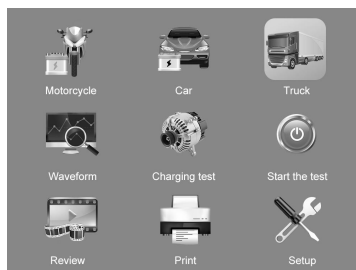 Motorcycle
Car
Truck
Waveform
Charging test
Start the test
Review
Print
Setup